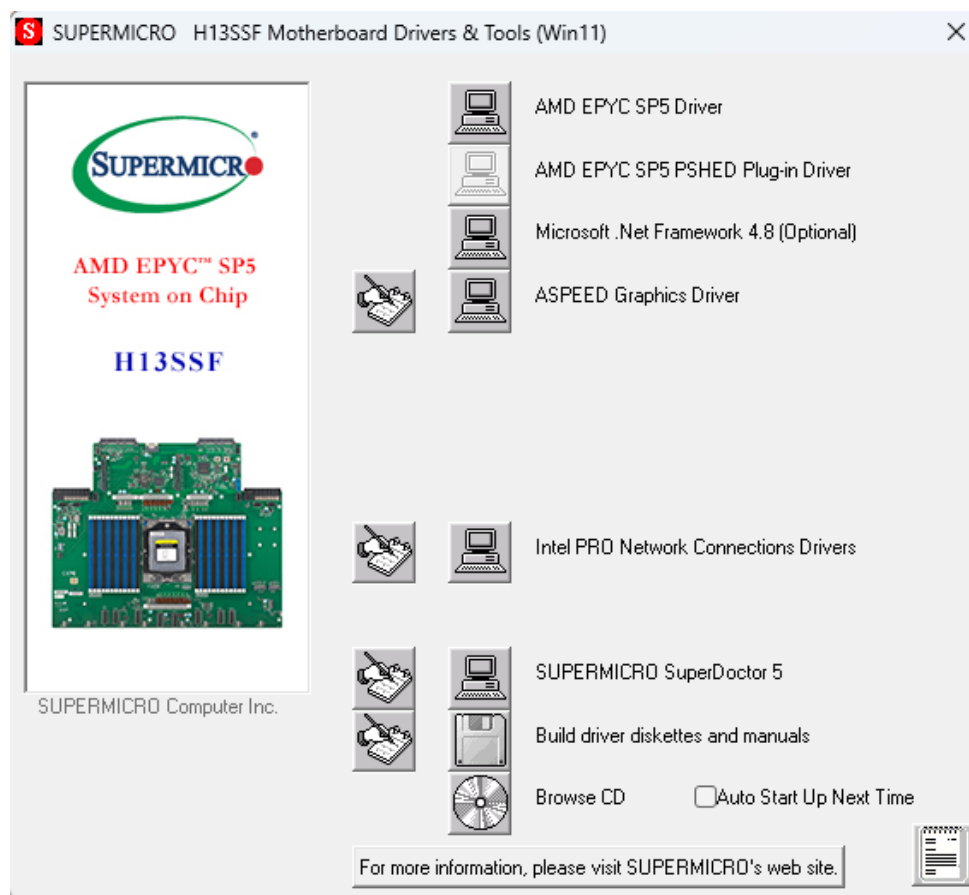 S SUPERMICRO H13SSF Motherboard Drivers & Tools (Win11)
SUPERMICR
AMD EPYC™ SP5
System on Chip
H13SSF
SUPERMICRO Computer Inc.
AMD EPYC SP5 Driver
AMD EPYC SP5 PSHED Plug-in Driver
Microsoft .Net Framework 4.8 (Optional)
ASPEED Graphics Driver
Intel PRO Network Connections Drivers
SUPERMICRO SuperDoctor 5
Build driver diskettes and manuals
Browse CD Auto Start Up Next Time
For more information, please visit SUPERMICRO's web site.